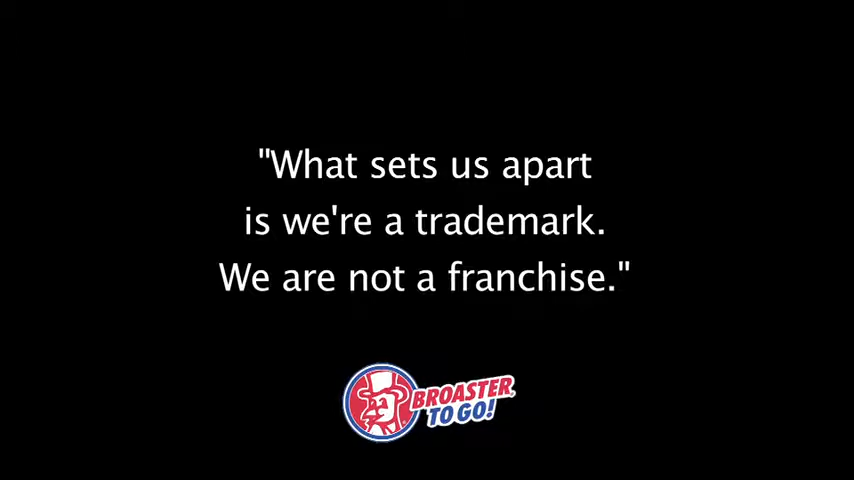 "What sets us apart
is we're a trademark.
We are not a franchise."
BROASTER
TO GO!